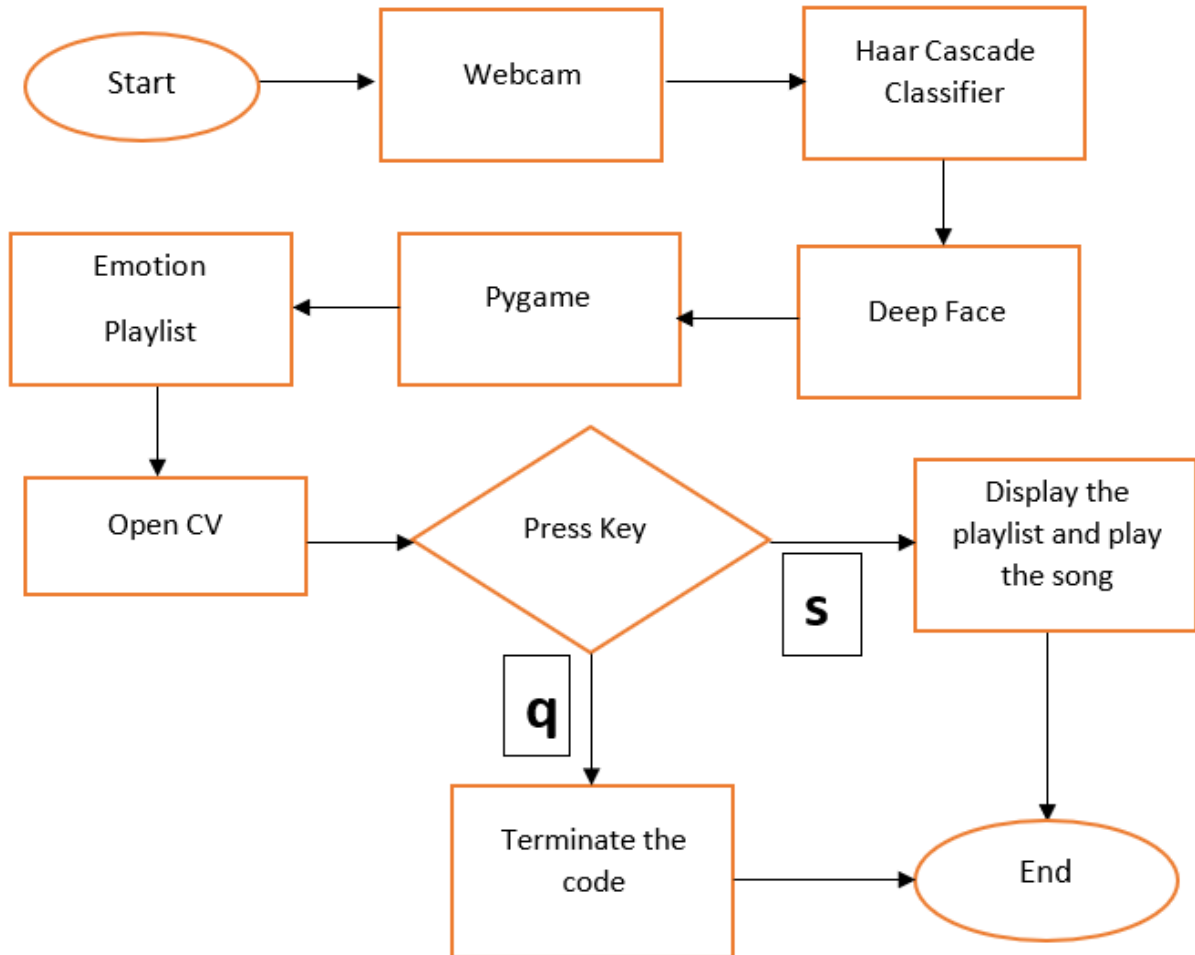 Start
Webcam
Haar Cascade
Classifier
Deep Face
Pygame
Emotion
Playlist
Open CV
Press Key
s
Display the
playlist and play
the song
q
Terminate the
code
End